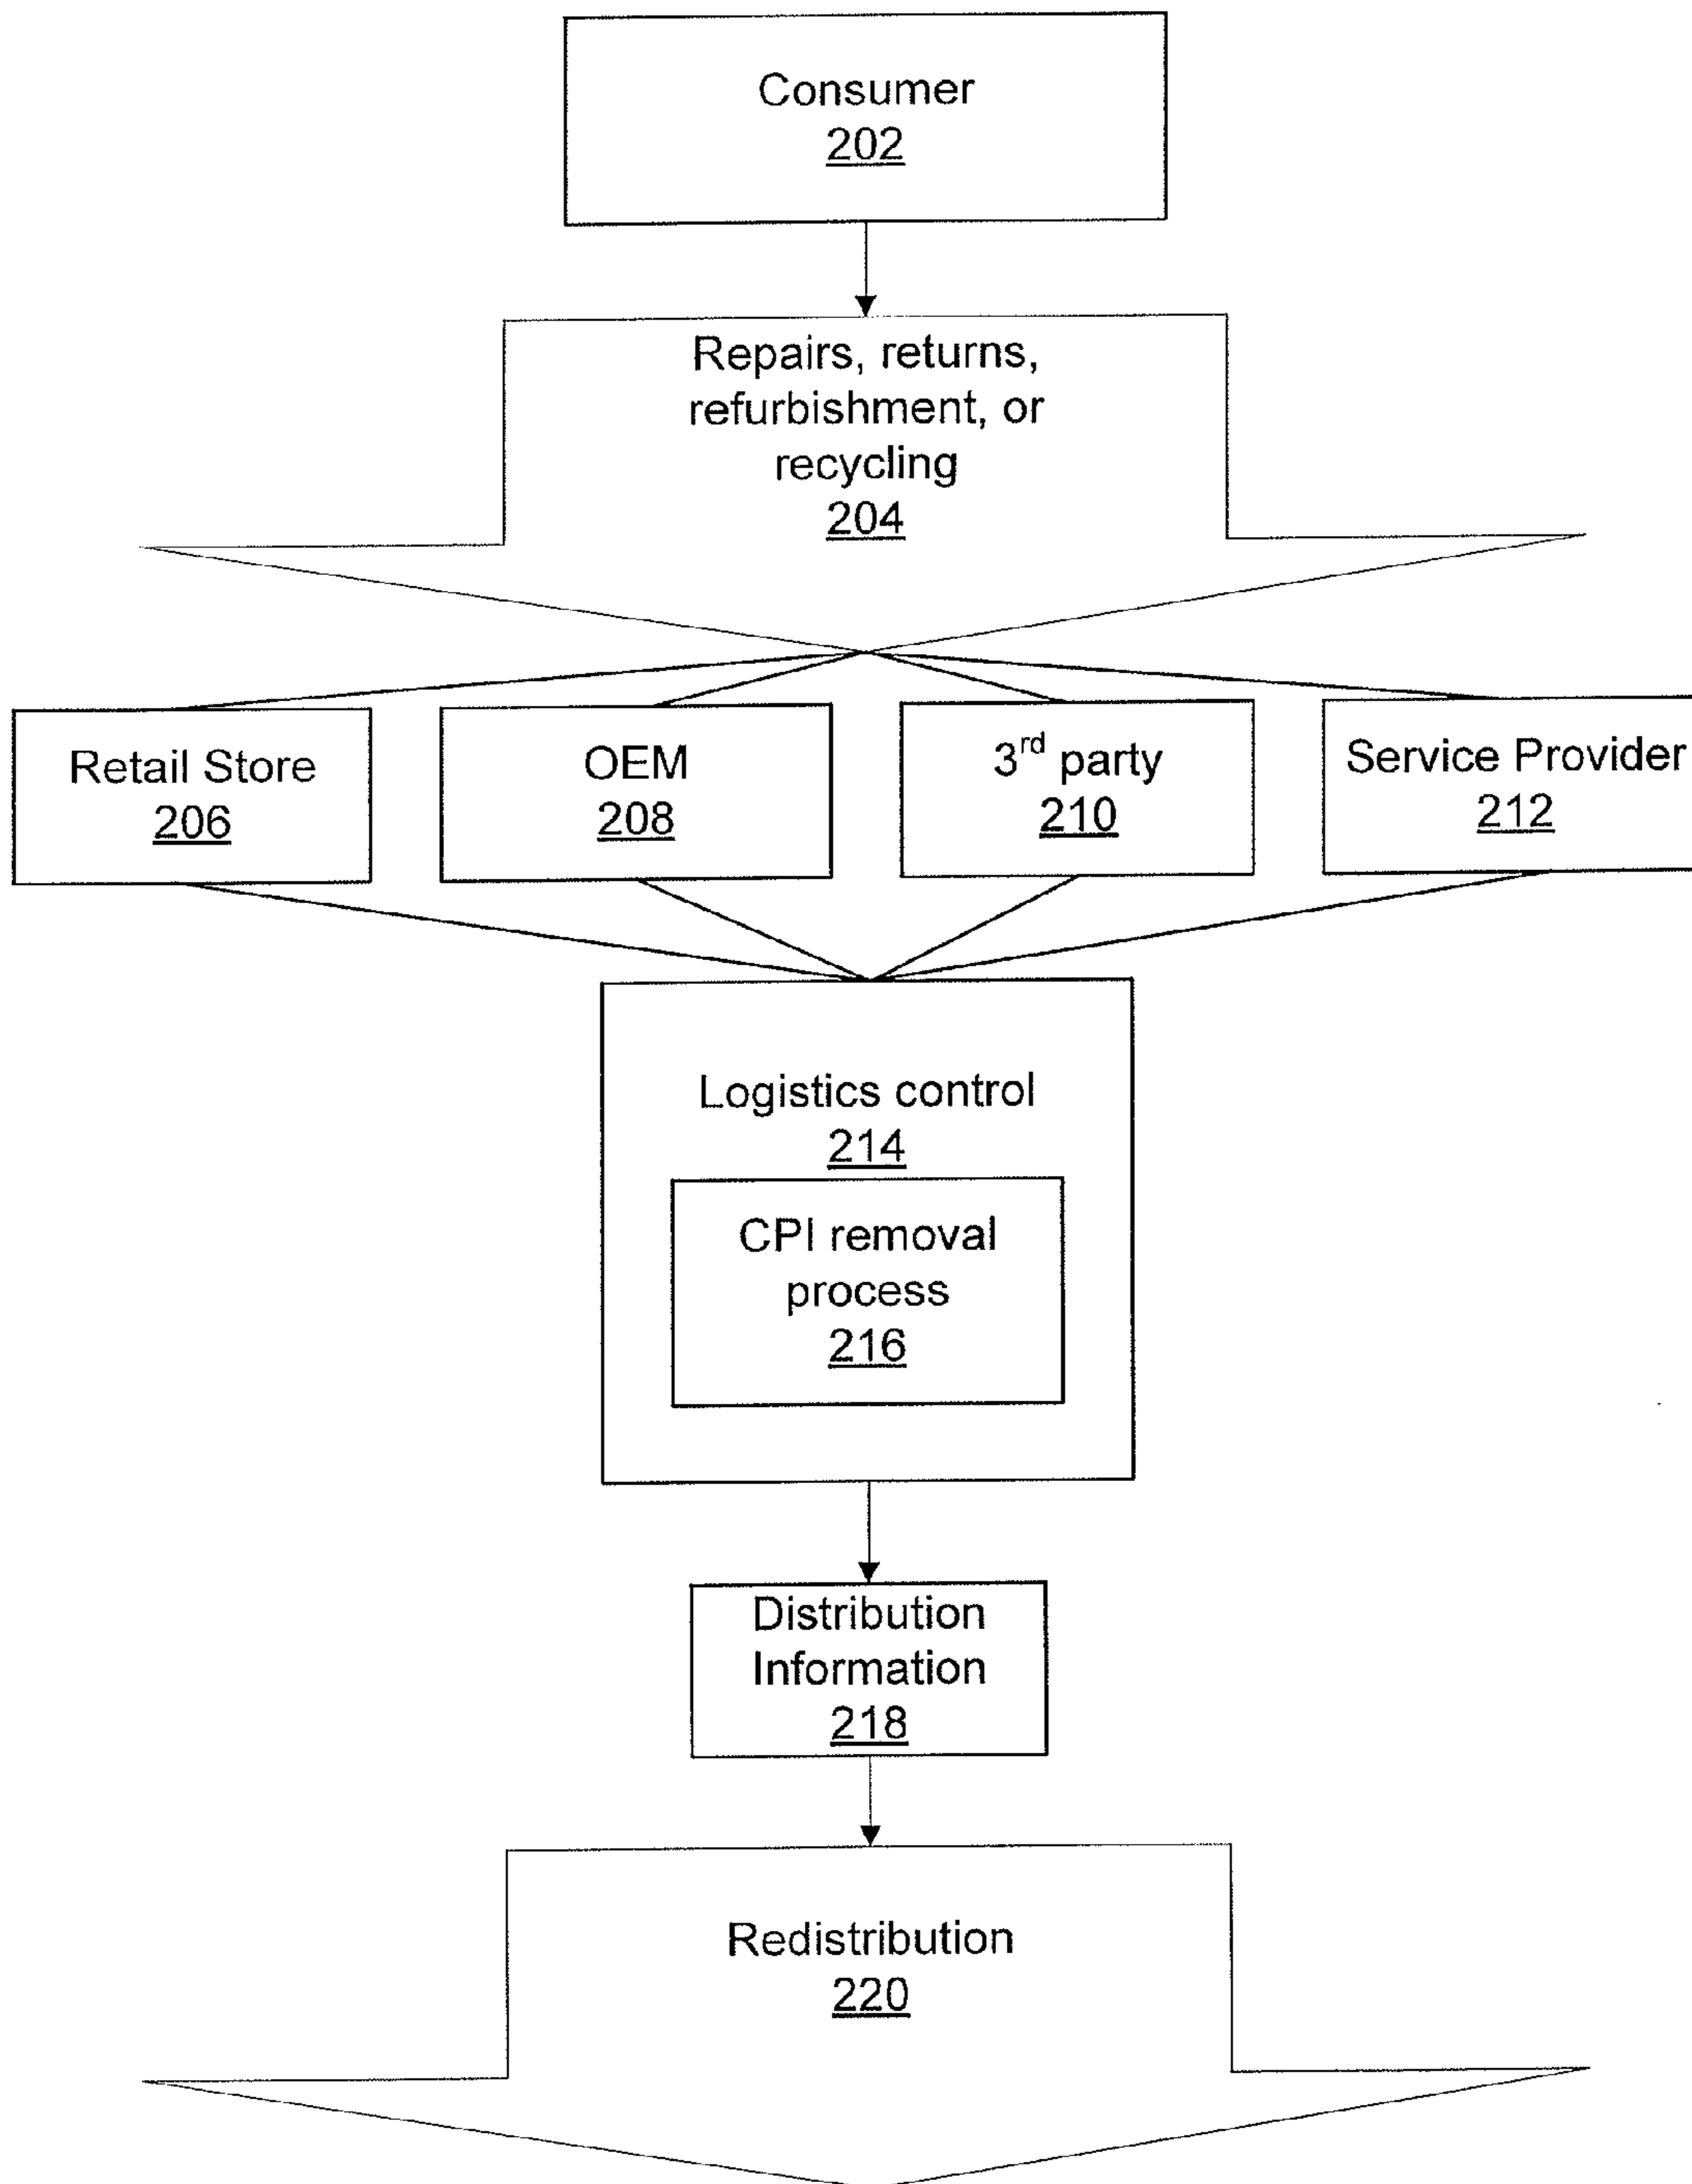 Consumer
202
Repairs, returns,
refurbishment, or
recycling
204
Retail Store
206
OEM
208
3rd party
210
Service Provider
212
Logistics control
214
CPI removal
process
216
Distribution
Information
218
Redistribution
220